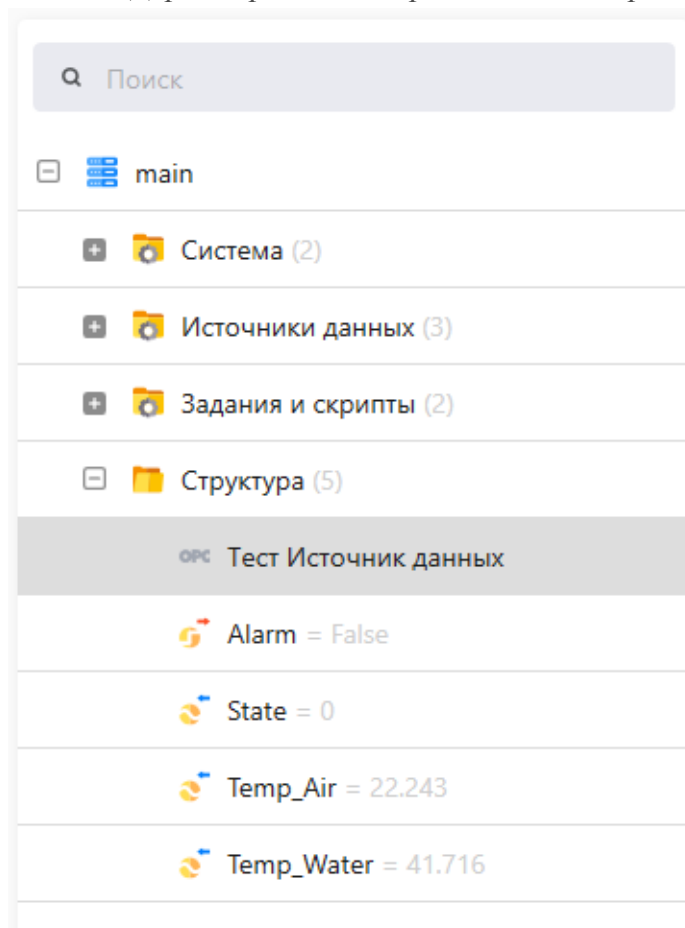 Поиск
main
Система (2)
Источники данных (3)
Задания и скрипты (2)
Структура (5)
OPC Тест Источник данных
Alarm = False
State = 0
Temp_Air = 22.243
Temp_Water = 41.716